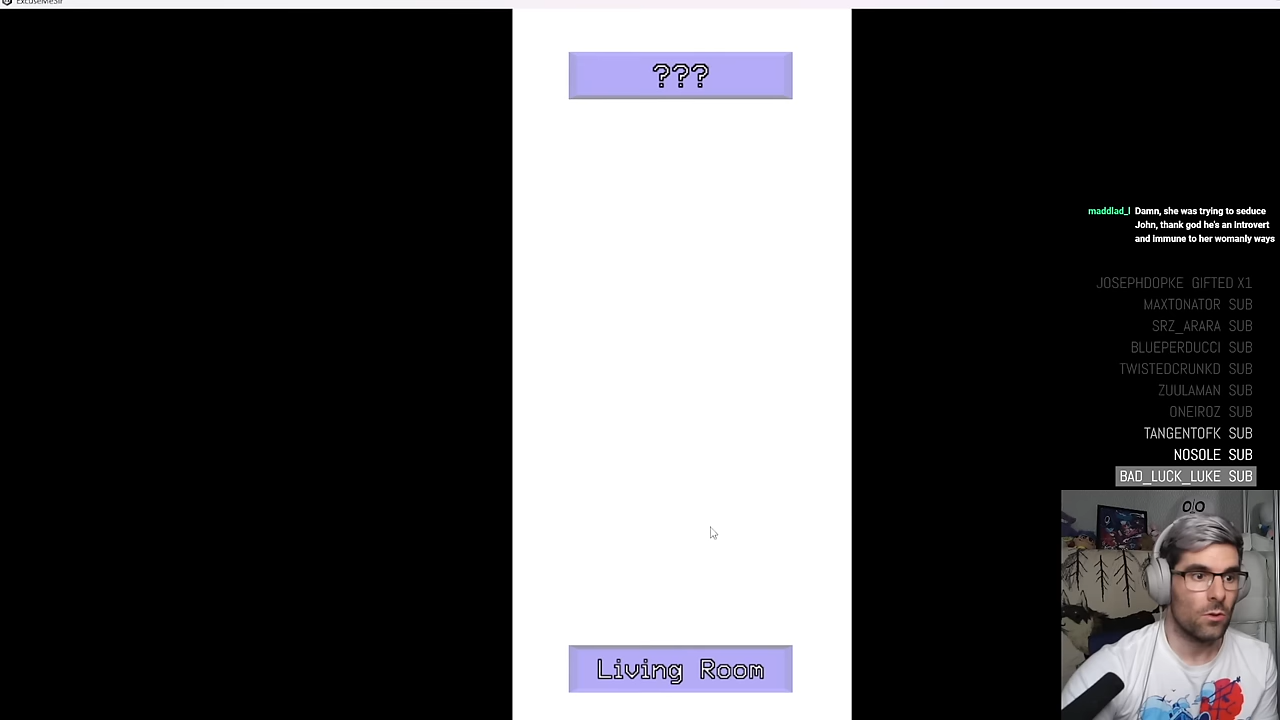 ExcuseMeSir
???
maddlad_l Damn, she was trying to seduce
John, thank god he's an introvert
and immune to her womanly ways
JOSEPHDOPKE GIFTED X1
MAXTONATOR SUB
SRZ_ARARA SUB
BLUEPERDUCCI SUB
TWISTEDCRUNKD SUB
ZUULAMAN SUB
ONEIROZ SUB
TANGENTOFK SUB
NOSOLE SUB
BAD_LUCK_LUKE SUB
Living Room